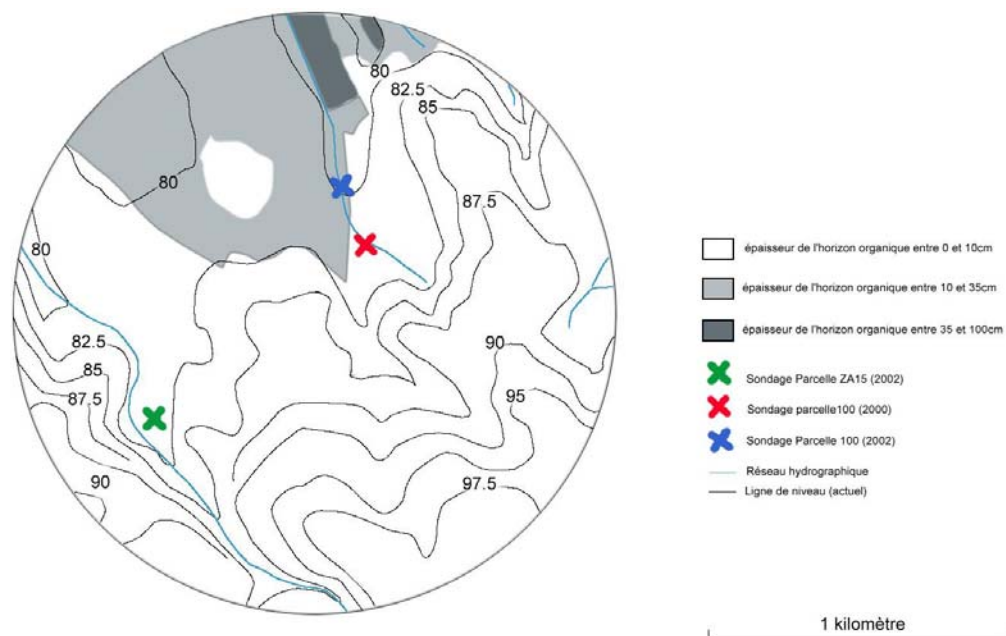 80
82.5
85
80
87.5
80
90
82.5
85
95
87.5
90
97.5
épaisseur de l'horizon organique entre 0 et 10cm
épaisseur de l'horizon organique entre 10 et 35cm
épaisseur de l'horizon organique entre 35 et 100cm
Sondage Parcelle ZA15 (2002)
Sondage parcelle100 (2000)
Sondage Parcelle 100 (2002)
Réseau hydrographique
Ligne de niveau (actuel)
1 kilomètre